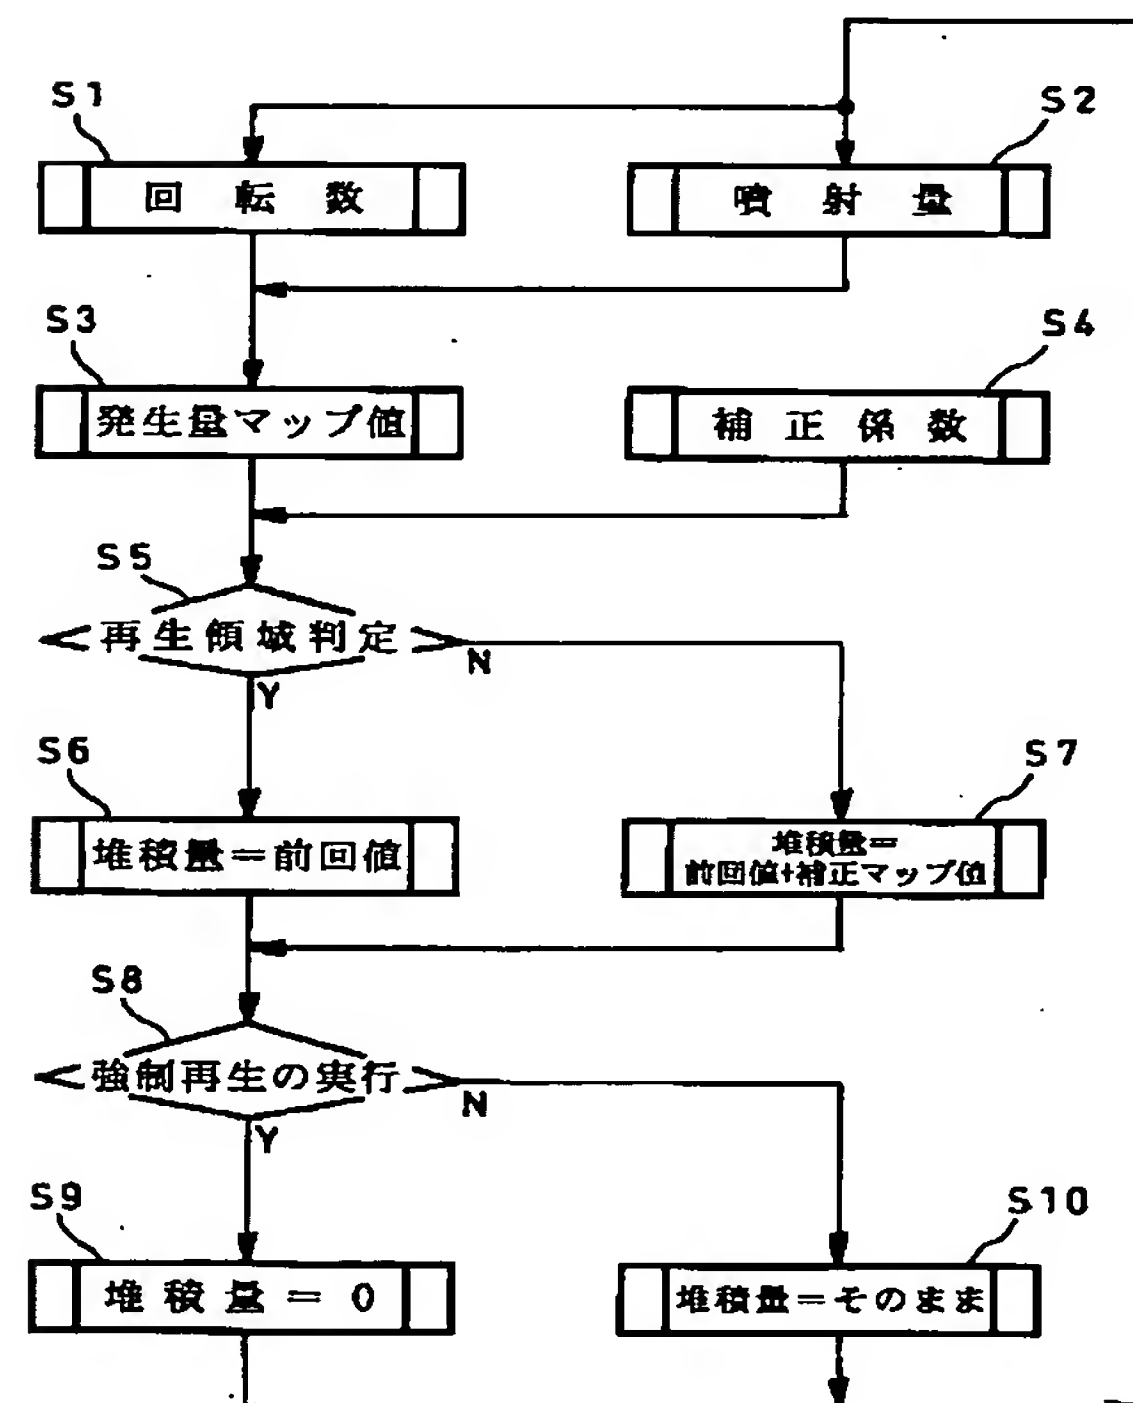 S1
S2
回転数
噴射量
S3
S4
発生量マップ値
補正係数
S5
再生領域判定
N
Y
S6
S7
堆積量=前回値
堆積量=
前回値+補正マップ値
S8
強制再生の実行
N
Y
S9
S10
堆積量=0
堆積量=そのまま